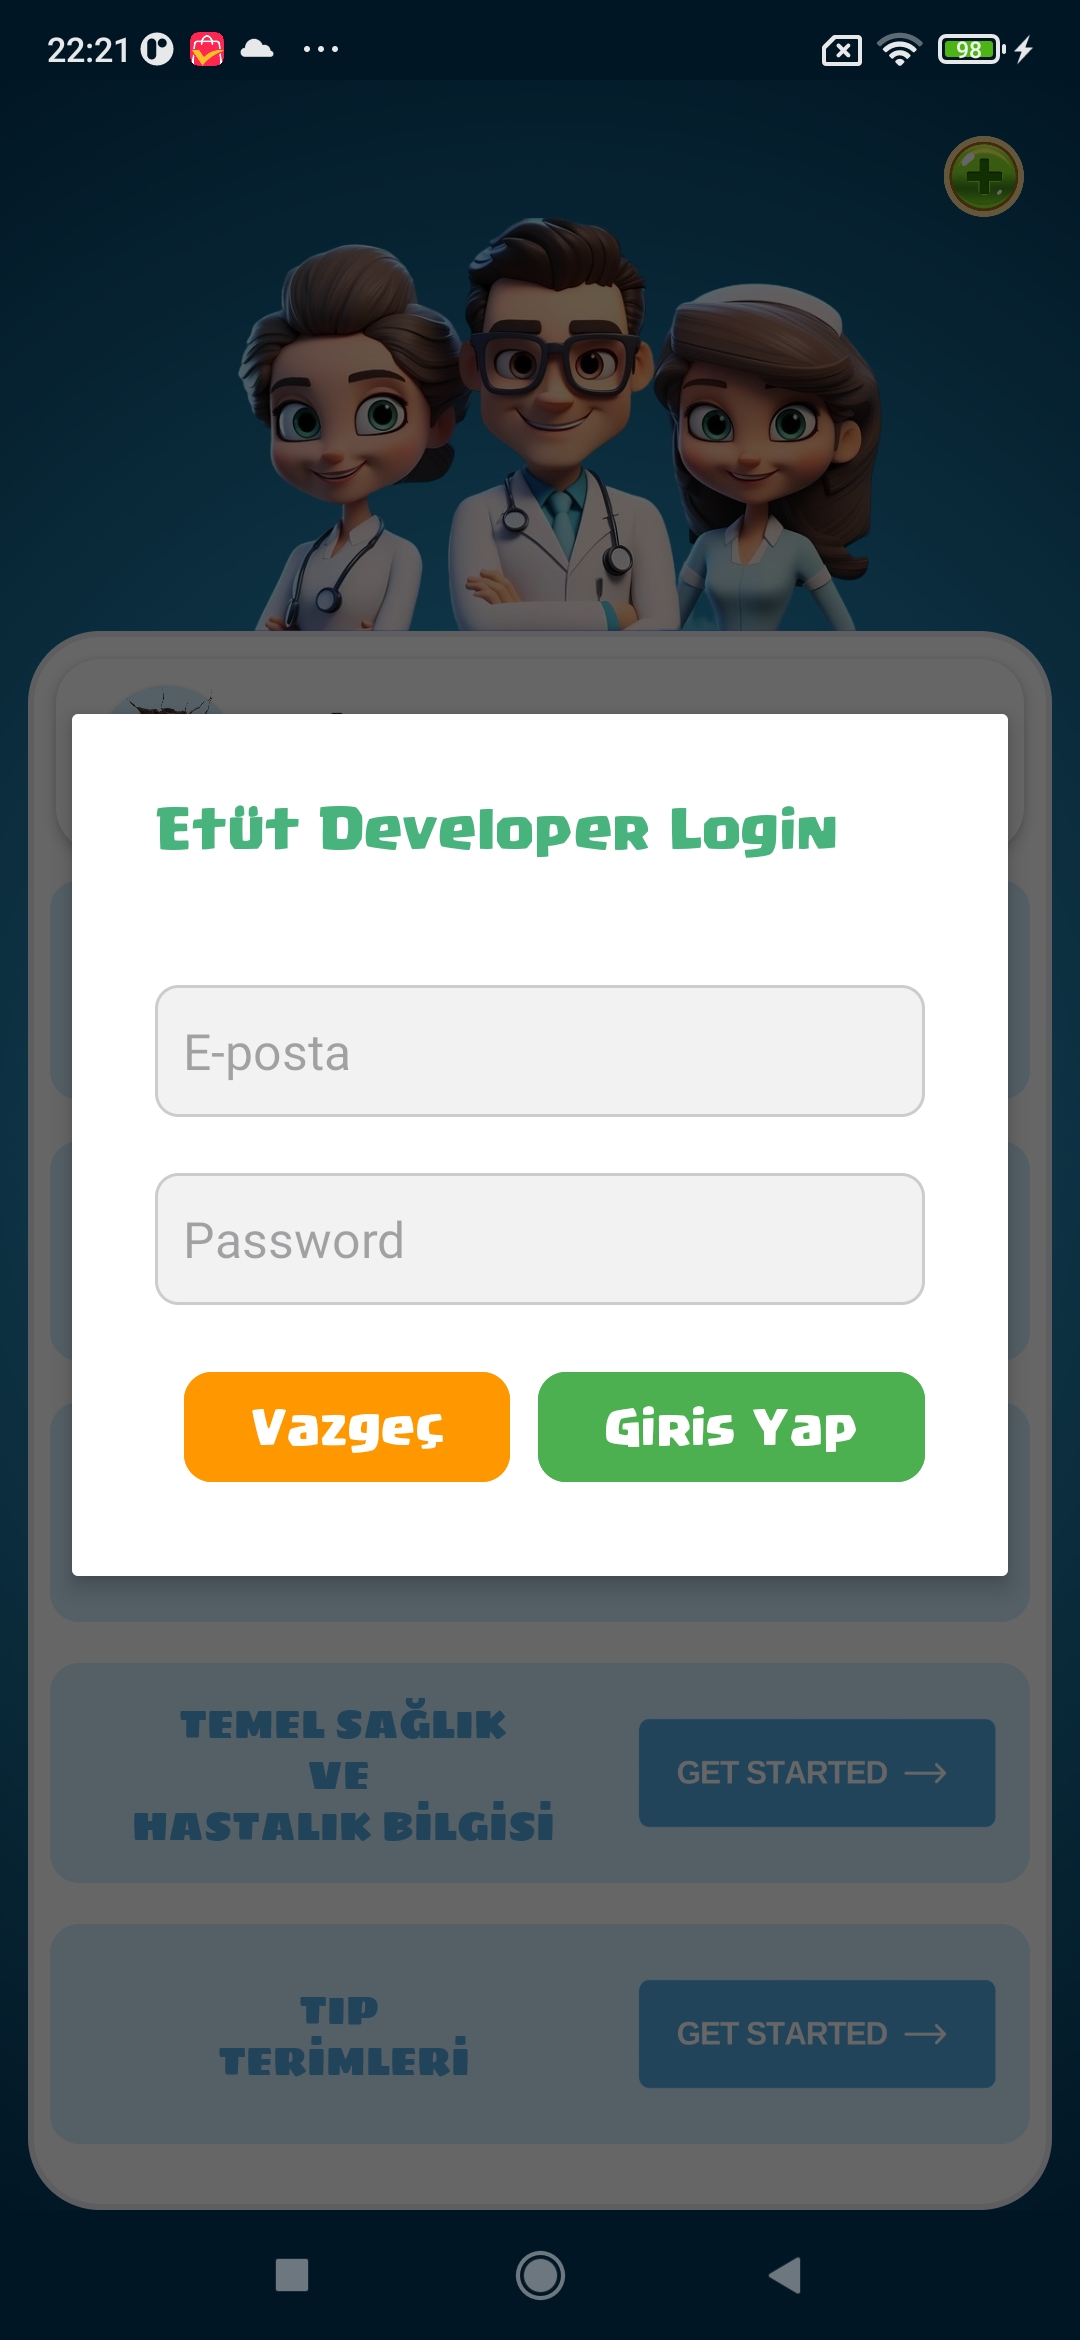 22:21
98
Etüt Developer Login
E-posta
Password
Vazgeç
Giris Yap
TEMEL SAĞLIK
VE
HASTALIK BİLGİSİ
GET STARTED
TIP
TERİMLERİ
GET STARTED